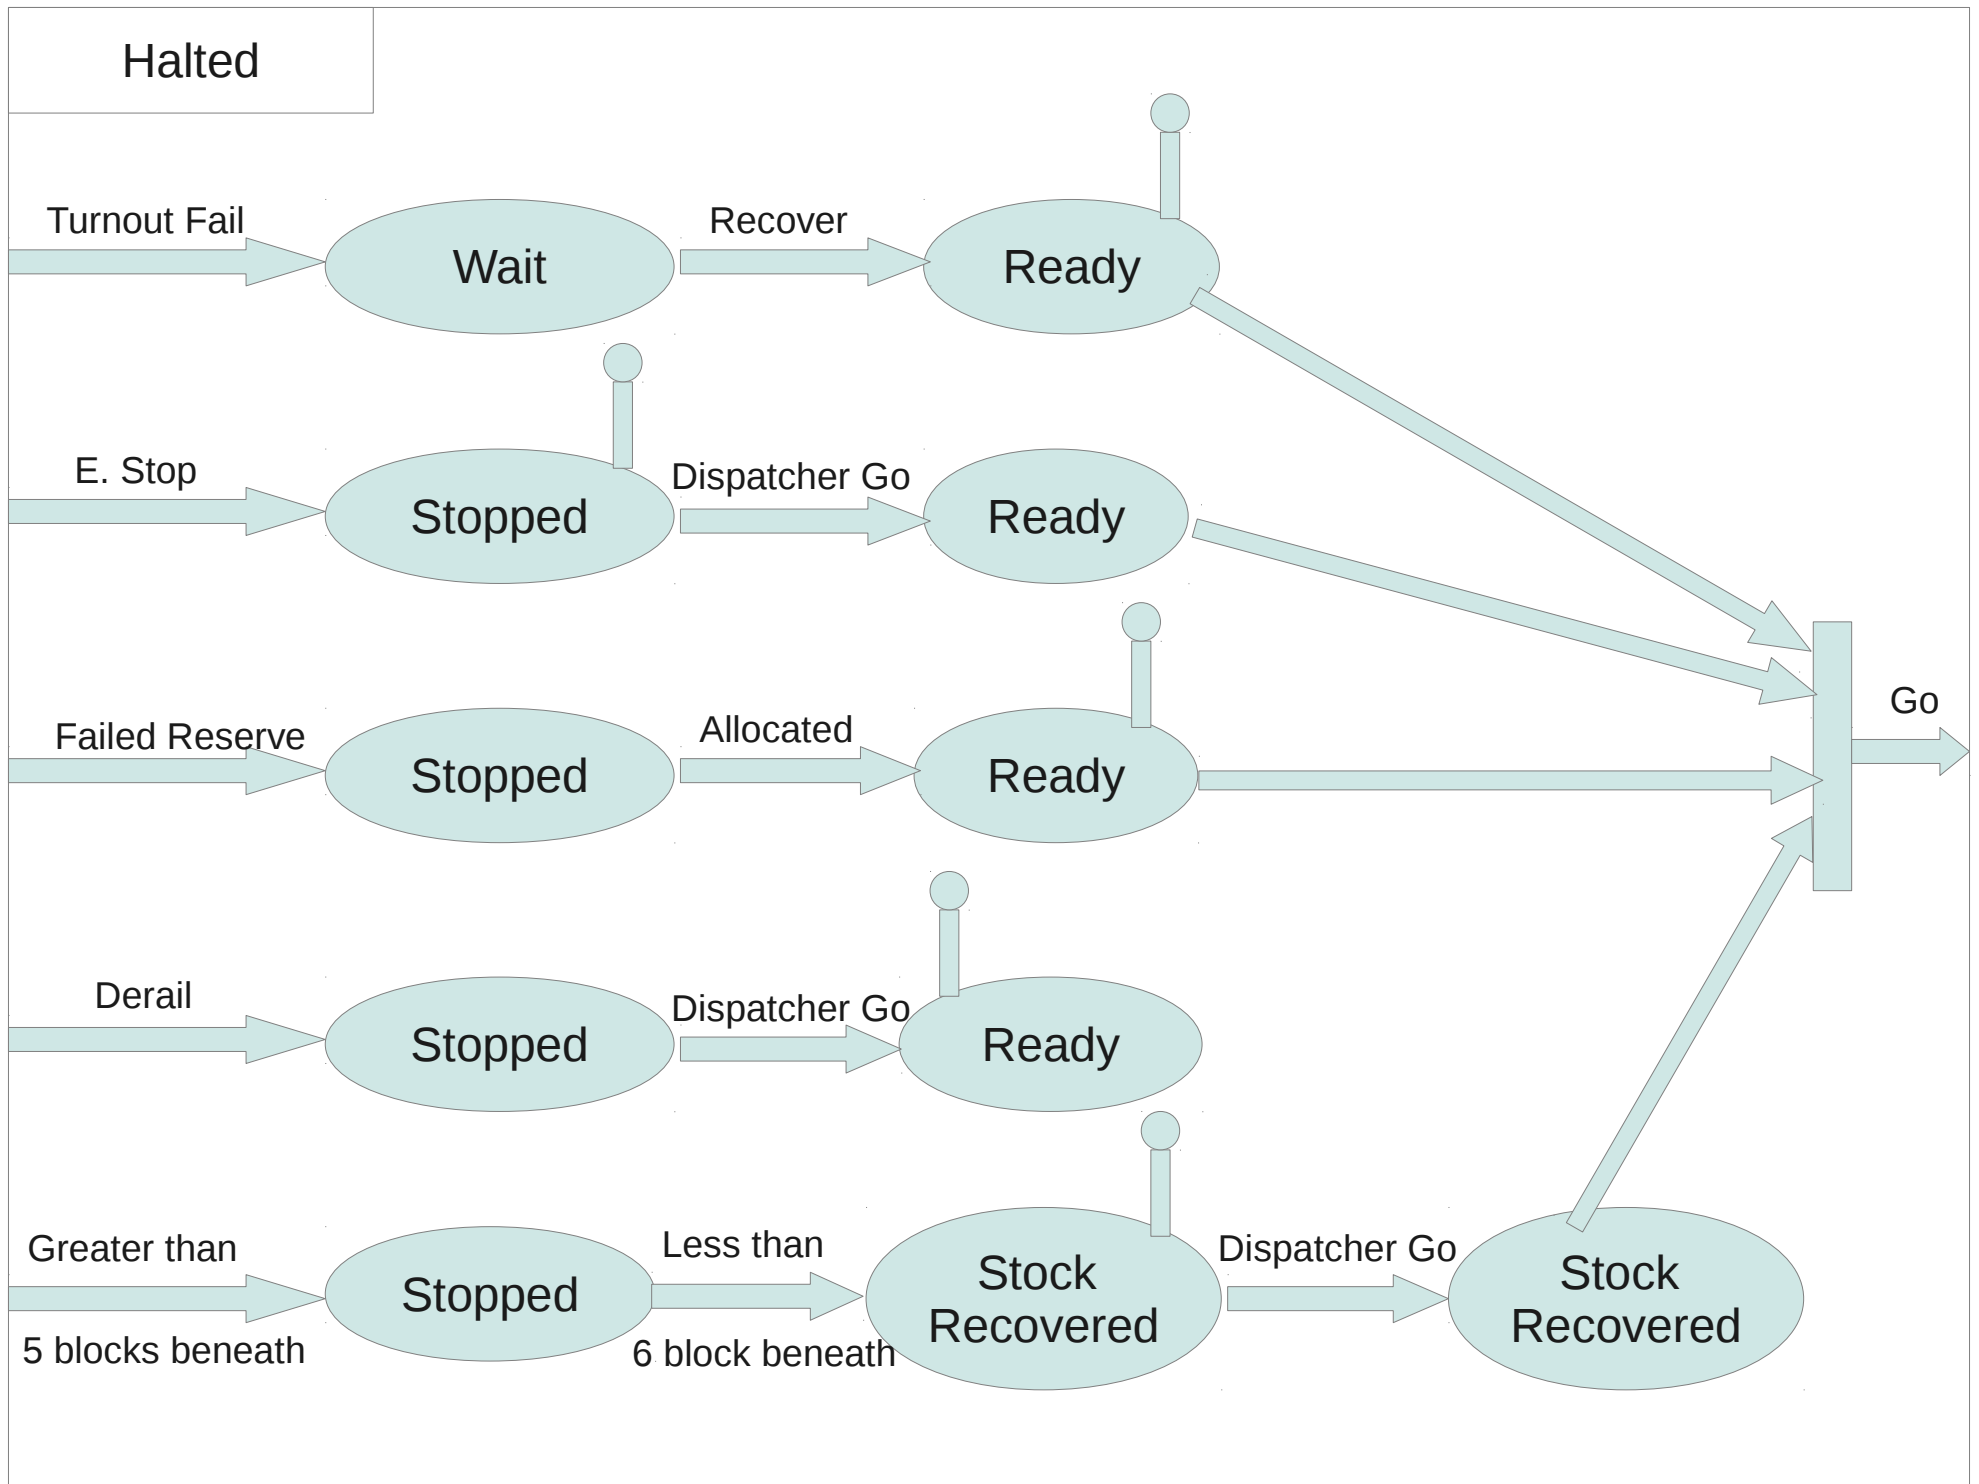 Halted
Turnout Fail
Wait
Recover
Ready
E. Stop
Stopped
Dispatcher Go
Ready
Failed Reserve
Stopped
Allocated
Ready
Go
Derail
Stopped
Dispatcher Go
Ready
Greater than
5 blocks beneath
Stopped
Less than
6 block beneath
Stock
Recovered
Dispatcher Go
Stock
Recovered